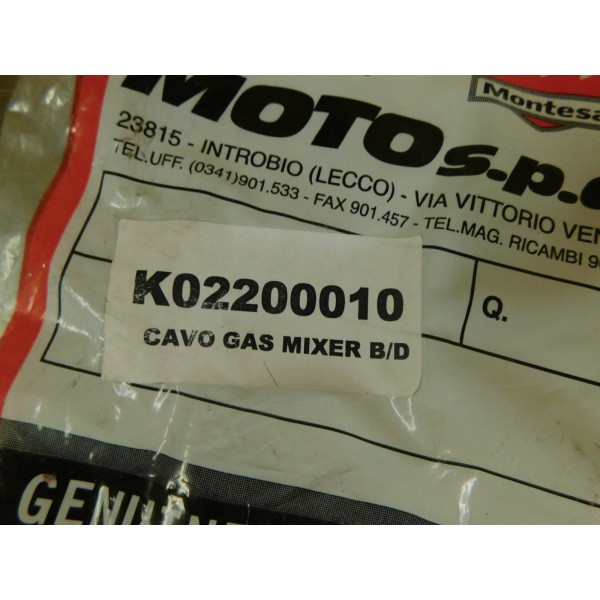 MOTO s.p.
Montesa
23815 - INTROBIO (LECCO) - VIA VITTORIO VEN
TEL.UFF. (0341)901.533 - FAX 901.457 - TEL.MAG. RICAMBI 9
K02200010
Q.
CAVO GAS MIXER B/D
GENUINE